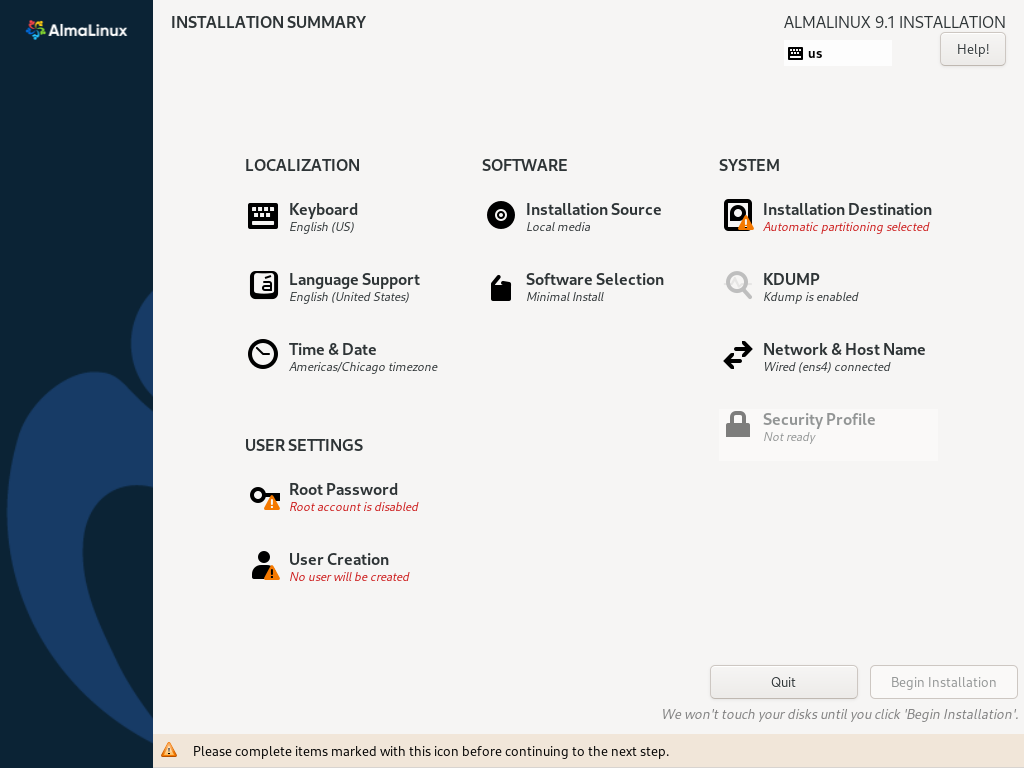 AlmaLinux
INSTALLATION SUMMARY
ALMALINUX 9.1 INSTALLATION
us
Help!
LOCALIZATION
Keyboard
English (US)
Language Support
English (United States)
Time & Date
Americas/Chicago timezone
SOFTWARE
Installation Source
Local media
Software Selection
Minimal Install
SYSTEM
Installation Destination
Automatic partitioning selected
KDUMP
Kdump is enabled
Network & Host Name
Wired (ens4) connected
Security Profile
Not ready
USER SETTINGS
Root Password
Root account is disabled
User Creation
No user will be created
Quit
Begin Installation
We won't touch your disks until you click 'Begin Installation'.
Please complete items marked with this icon before continuing to the next step.